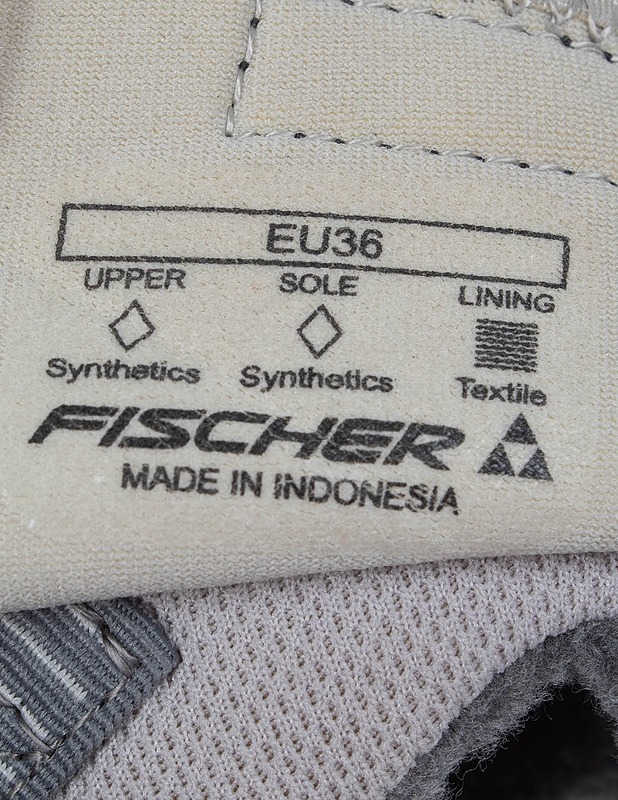 EU36
UPPER SOLE LINING
Synthetics Synthetics Textile
FISCHER
MADE IN INDONESIA